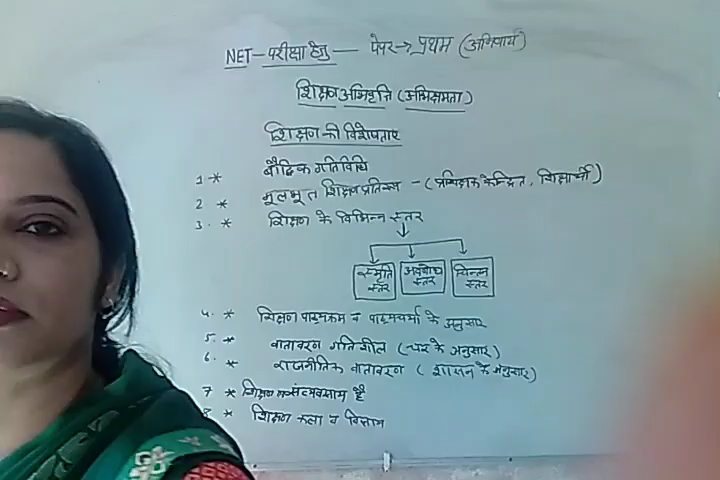 NET - परीक्षा हेतु — पेपर → प्रथम (अनिवार्य)
शिक्षण अभिवृत्ति (अभिक्षमता)
शिक्षण की विशेषताए
1 * बौद्धिक गतिविधि
2 * मूलभूत शिक्षण प्रतिरूप - (प्रशिक्षक केन्द्रित, शिक्षार्थी)
3. * शिक्षण के विभिन्न स्तर
स्मृति स्तर
अवबोध स्तर
चिन्तन स्तर
4. * शिक्षण पाठ्यक्रम व पाठ्यचर्या के अनुसार
5. * वातावरण गतिशील ( के अनुसार)
6. * राजनीतिक वातावरण (शासन के अनुसार)
7 * शिक्षण व्यवसाय है
8 * शिक्षण कला व विज्ञान